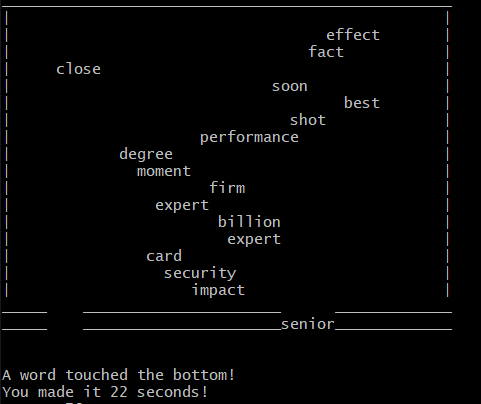 effect
fact
close
soon
best
shot
performance
degree
moment
firm
expert
billion
expert
card
security
impact
senior
A word touched the bottom!
You made it 22 seconds!